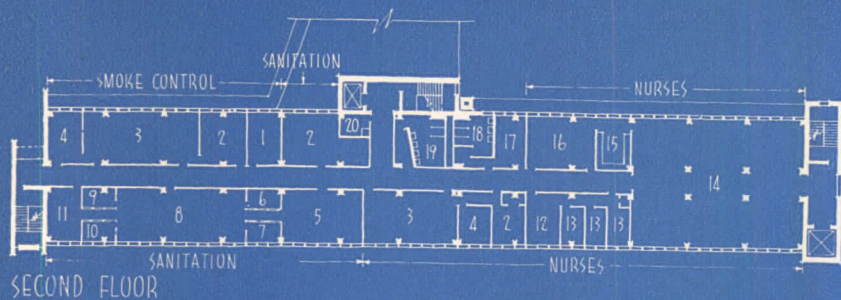 SANITATION
SMOKE CONTROL
NURSES
4 3 2 1 2 20 19 18 17 16 15
14
11 9 10 8 6 7 5 3 4 2 12 13 13 13
SANITATION
NURSES
SECOND FLOOR